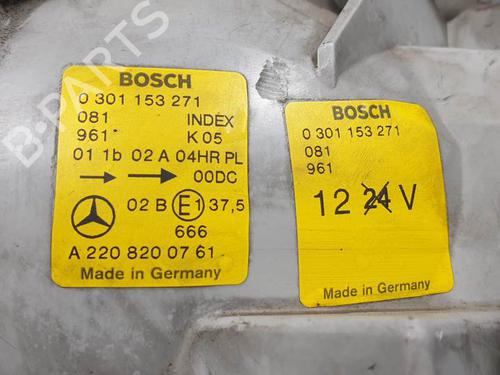 BOSCH
0 301 153 271
081 INDEX
961 K 05
01 1b 02 A 04HR PL
00DC
02 B E1 37,5
666
A 220 820 07 61
Made in Germany
BOSCH
0 301 153 271
081
961
12 24 V
Made in Germany
B-PARTS